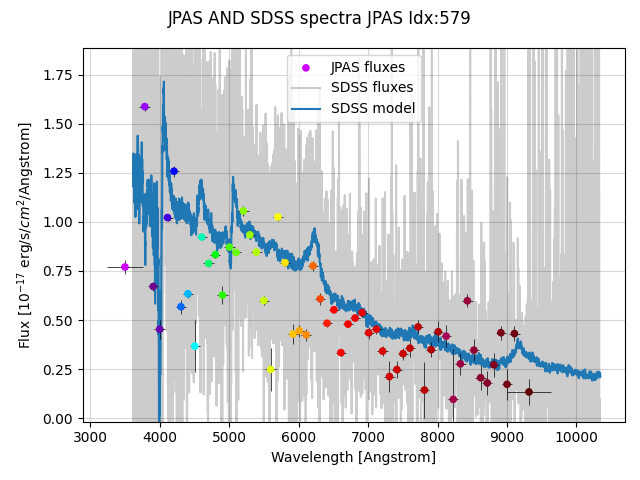 JPAS AND SDSS spectra JPAS Idx:579
JPAS fluxes
SDSS fluxes
SDSS model
1.75
1.50
1.25
1.00
0.75
0.50
0.25
0.00
Flux [10⁻¹⁷ erg/s/cm²/Angstrom]
3000 4000 5000 6000 7000 8000 9000 10000
Wavelength [Angstrom]